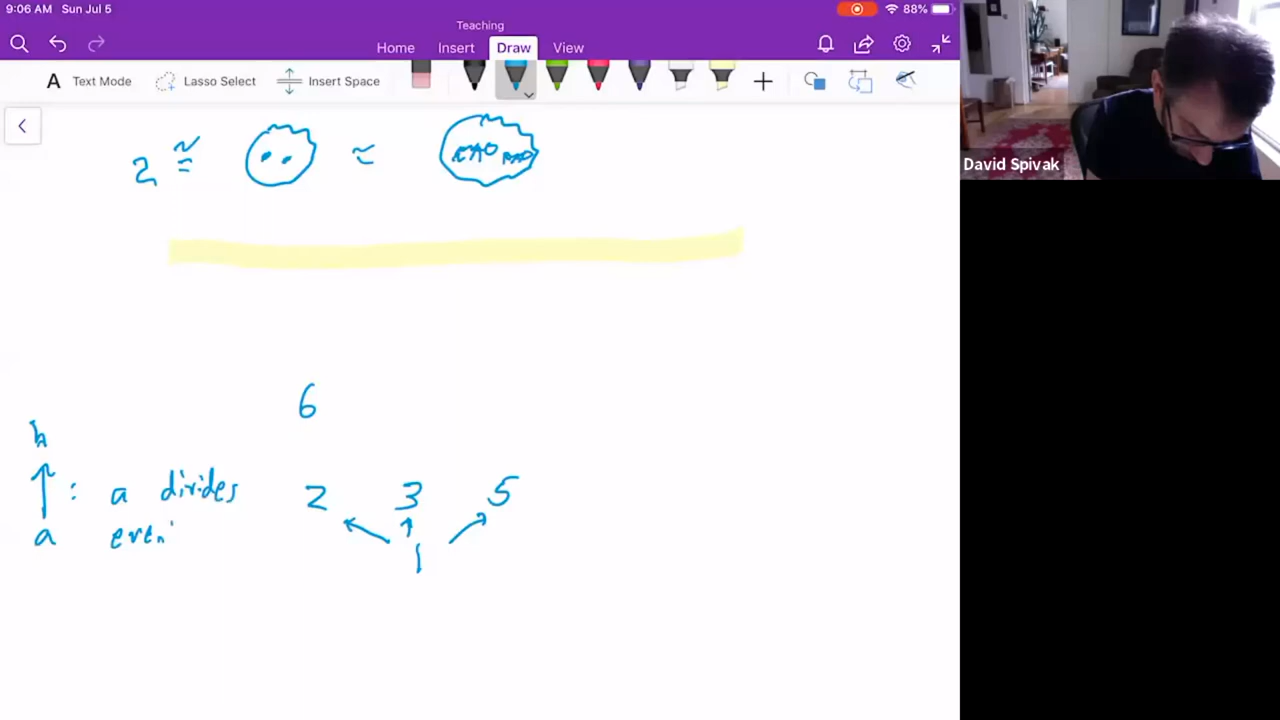 9:06 AM Sun Jul 5
88%
Teaching
Home Insert Draw View
A Text Mode Lasso Select Insert Space
David Spivak
2 ≅ ≅
6
b
: a divides 2 3 5
a even
1